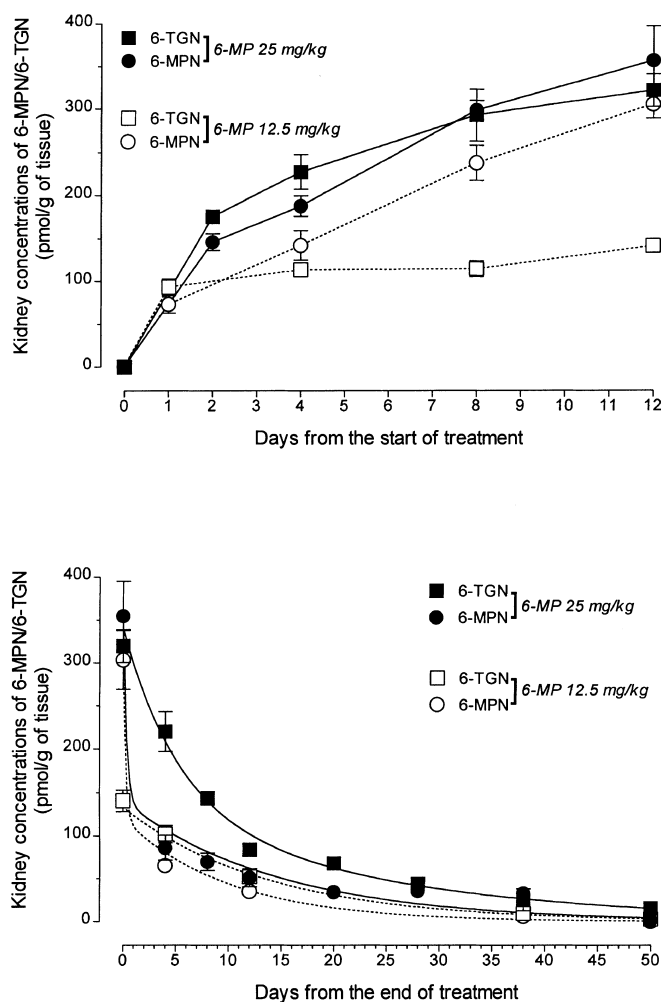 Kidney concentrations of 6-MPN/6-TGN
(pmol/g of tissue)
400
300
200
100
0
6-TGN
6-MPN
6-MP 25 mg/kg
6-TGN
6-MPN
6-MP 12.5 mg/kg
0 1 2 3 4 5 6 7 8 9 10 11 12
Days from the start of treatment
Kidney concentrations of 6-MPN/6-TGN
(pmol/g of tissue)
400
300
200
100
0
6-TGN
6-MPN
6-MP 25 mg/kg
6-TGN
6-MPN
6-MP 12.5 mg/kg
0 5 10 15 20 25 30 35 40 45 50
Days from the end of treatment